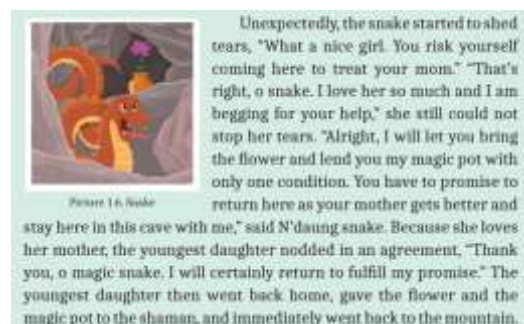 Unexpectedly, the snake started to shed
tears, "What a nice girl. You risk yourself
coming here to treat your mom." "That's
right, o snake. I love her so much and I am
begging for your help," she still could not
stop her tears. "Alright, I will let you bring
the flower and lend you my magic pot with
only one condition. You have to promise to
return here as your mother gets better and
Picture 1.6. Snake
stay here in this cave with me," said N'daung snake. Because she loves
her mother, the youngest daughter nodded in an agreement, "Thank
you, o magic snake. I will certainly return to fulfill my promise." The
youngest daughter then went back home, gave the flower and the
magic pot to the shaman, and immediately went back to the mountain.